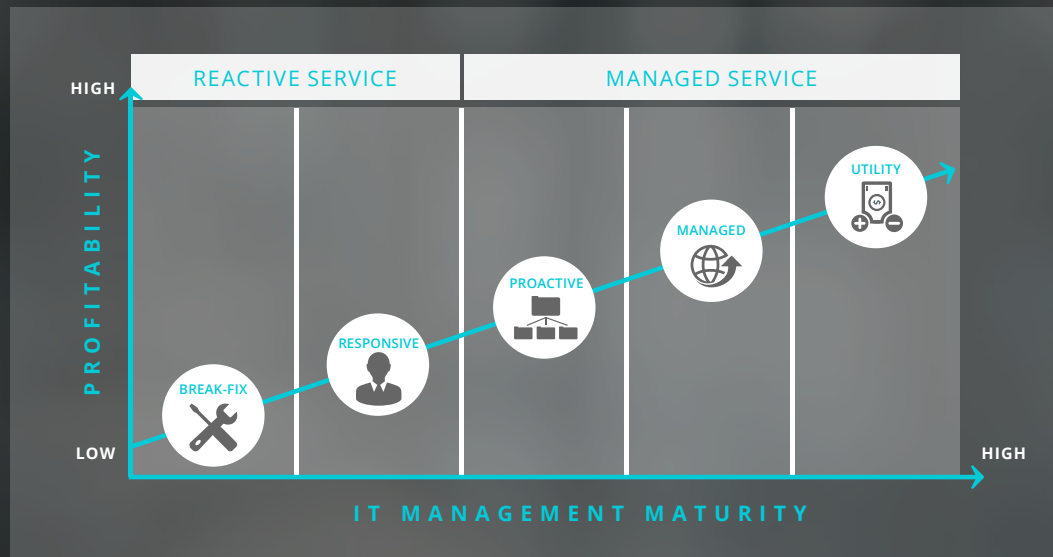 REACTIVE SERVICE
MANAGED SERVICE
HIGH
PROFITABILITY
LOW
BREAK-FIX
RESPONSIVE
PROACTIVE
MANAGED
UTILITY
$
HIGH
IT MANAGEMENT MATURITY